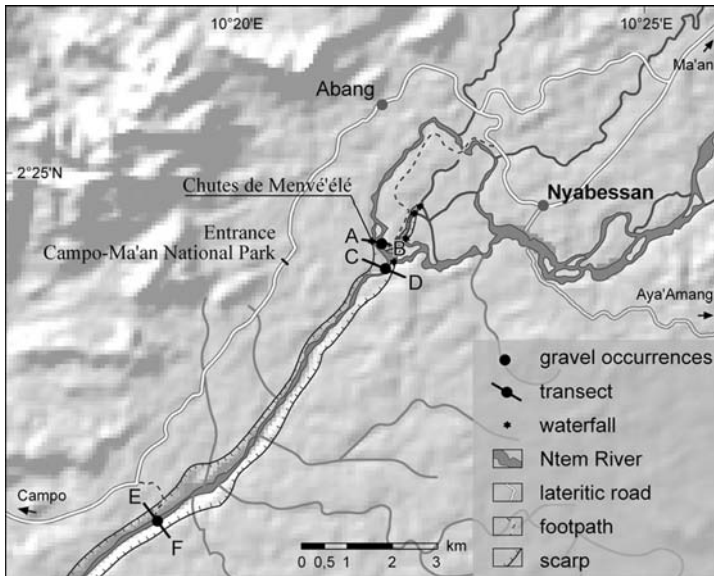 10°20'E
10°25'E
Ma'an
Abang
2°25'N
Chutes de Menvé'élé
Nyabessan
Entrance
Campo-Ma'an National Park
A
B
C
D
Aya'Amang
gravel occurrences
transect
waterfall
Ntem River
lateritic road
footpath
scarp
Campo
E
F
km
0 0,5 1 2 3